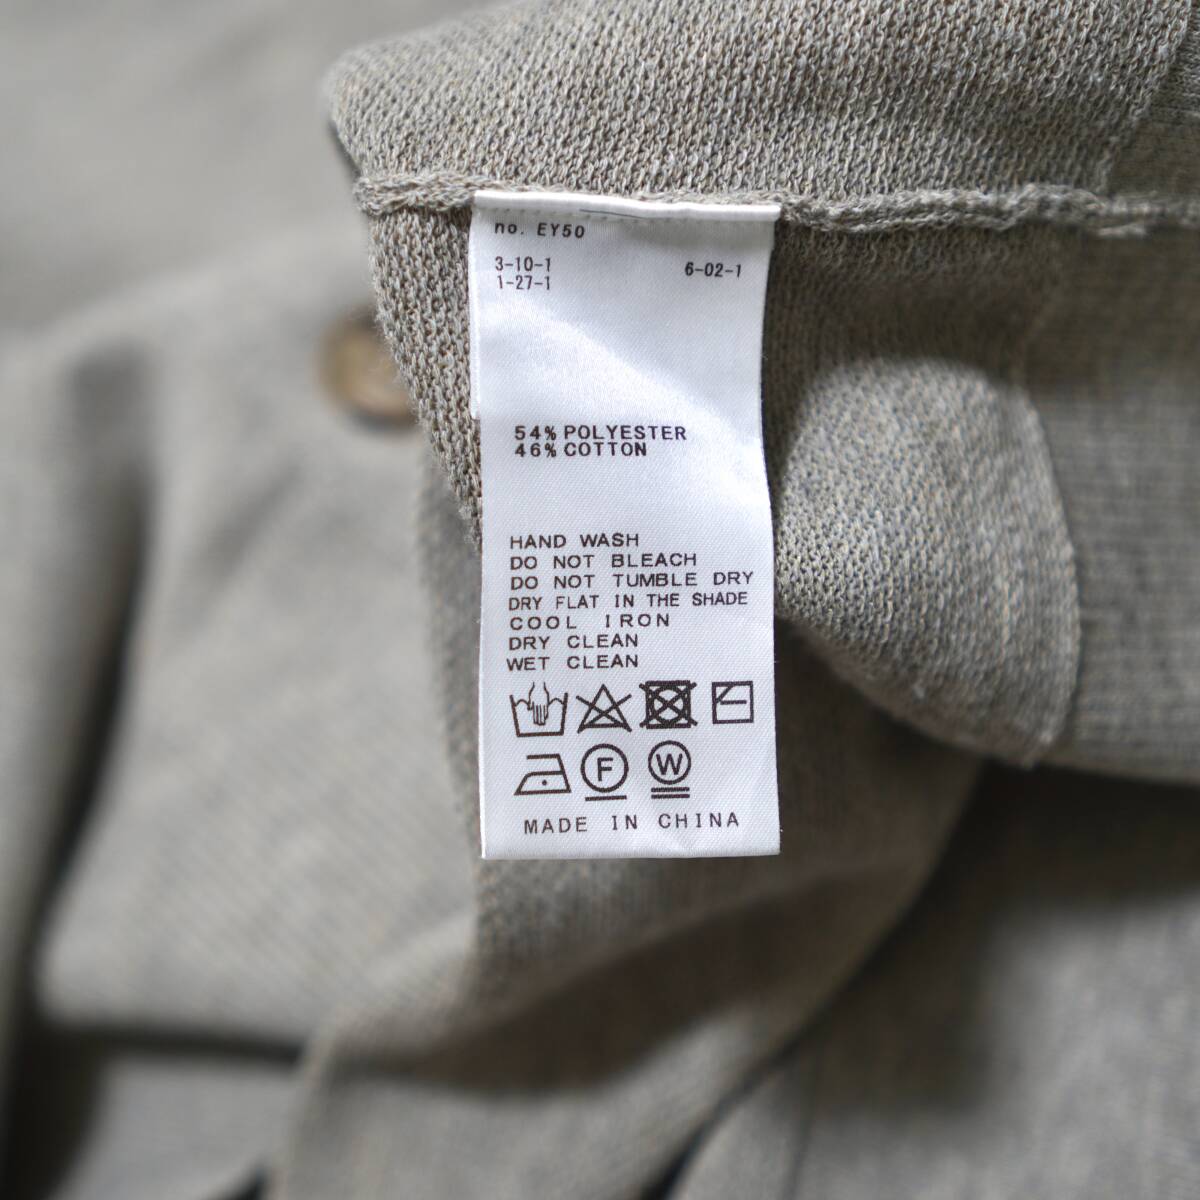 no. EY50
3-10-1 6-02-1
1-27-1
54% POLYESTER
46% COTTON
HAND WASH
DO NOT BLEACH
DO NOT TUMBLE DRY
DRY FLAT IN THE SHADE
COOL IRON
DRY CLEAN
WET CLEAN
F W
MADE IN CHINA